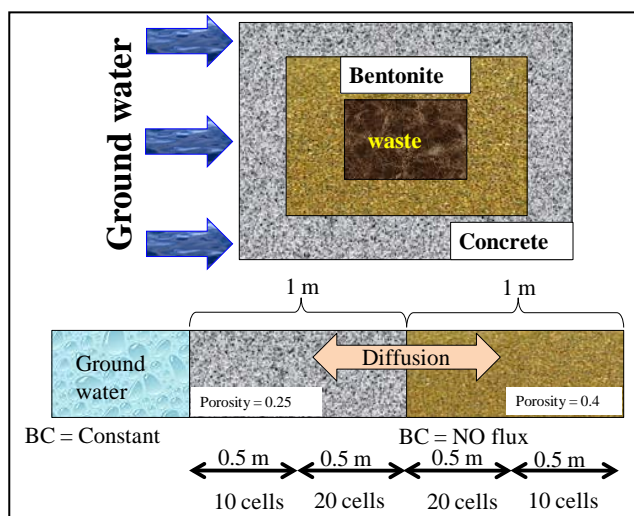 Ground water
Bentonite
waste
Concrete
1 m
1 m
Ground
water
Diffusion
Porosity = 0.25
Porosity = 0.4
BC = Constant
BC = NO flux
0.5 m
0.5 m
0.5 m
0.5 m
10 cells
20 cells
20 cells
10 cells